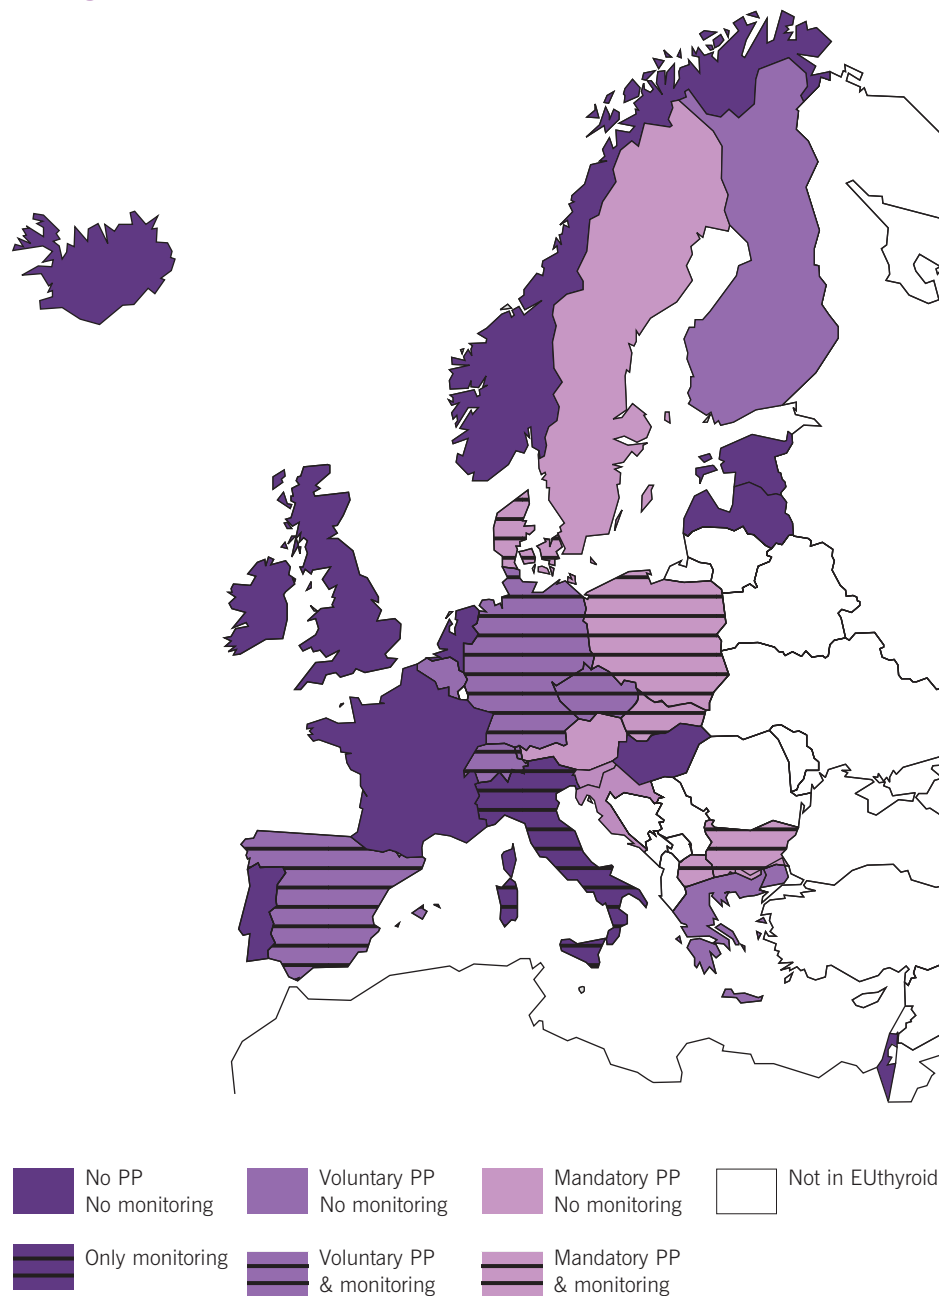 No PP
No monitoring
Voluntary PP
No monitoring
Mandatory PP
No monitoring
Not in EUthyroid
Only monitoring
Voluntary PP
& monitoring
Mandatory PP
& monitoring